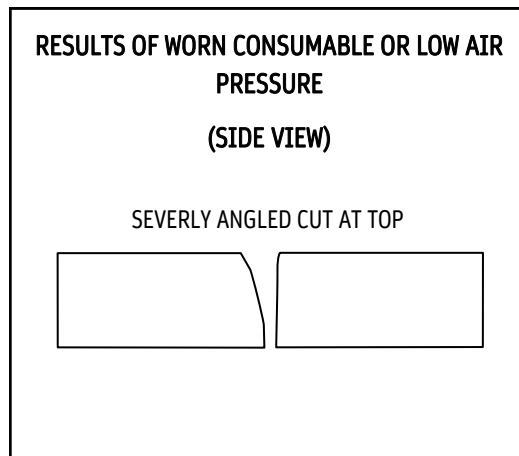 RESULTS OF WORN CONSUMABLE OR LOW AIR
PRESSURE
(SIDE VIEW)
SEVERLY ANGLED CUT AT TOP